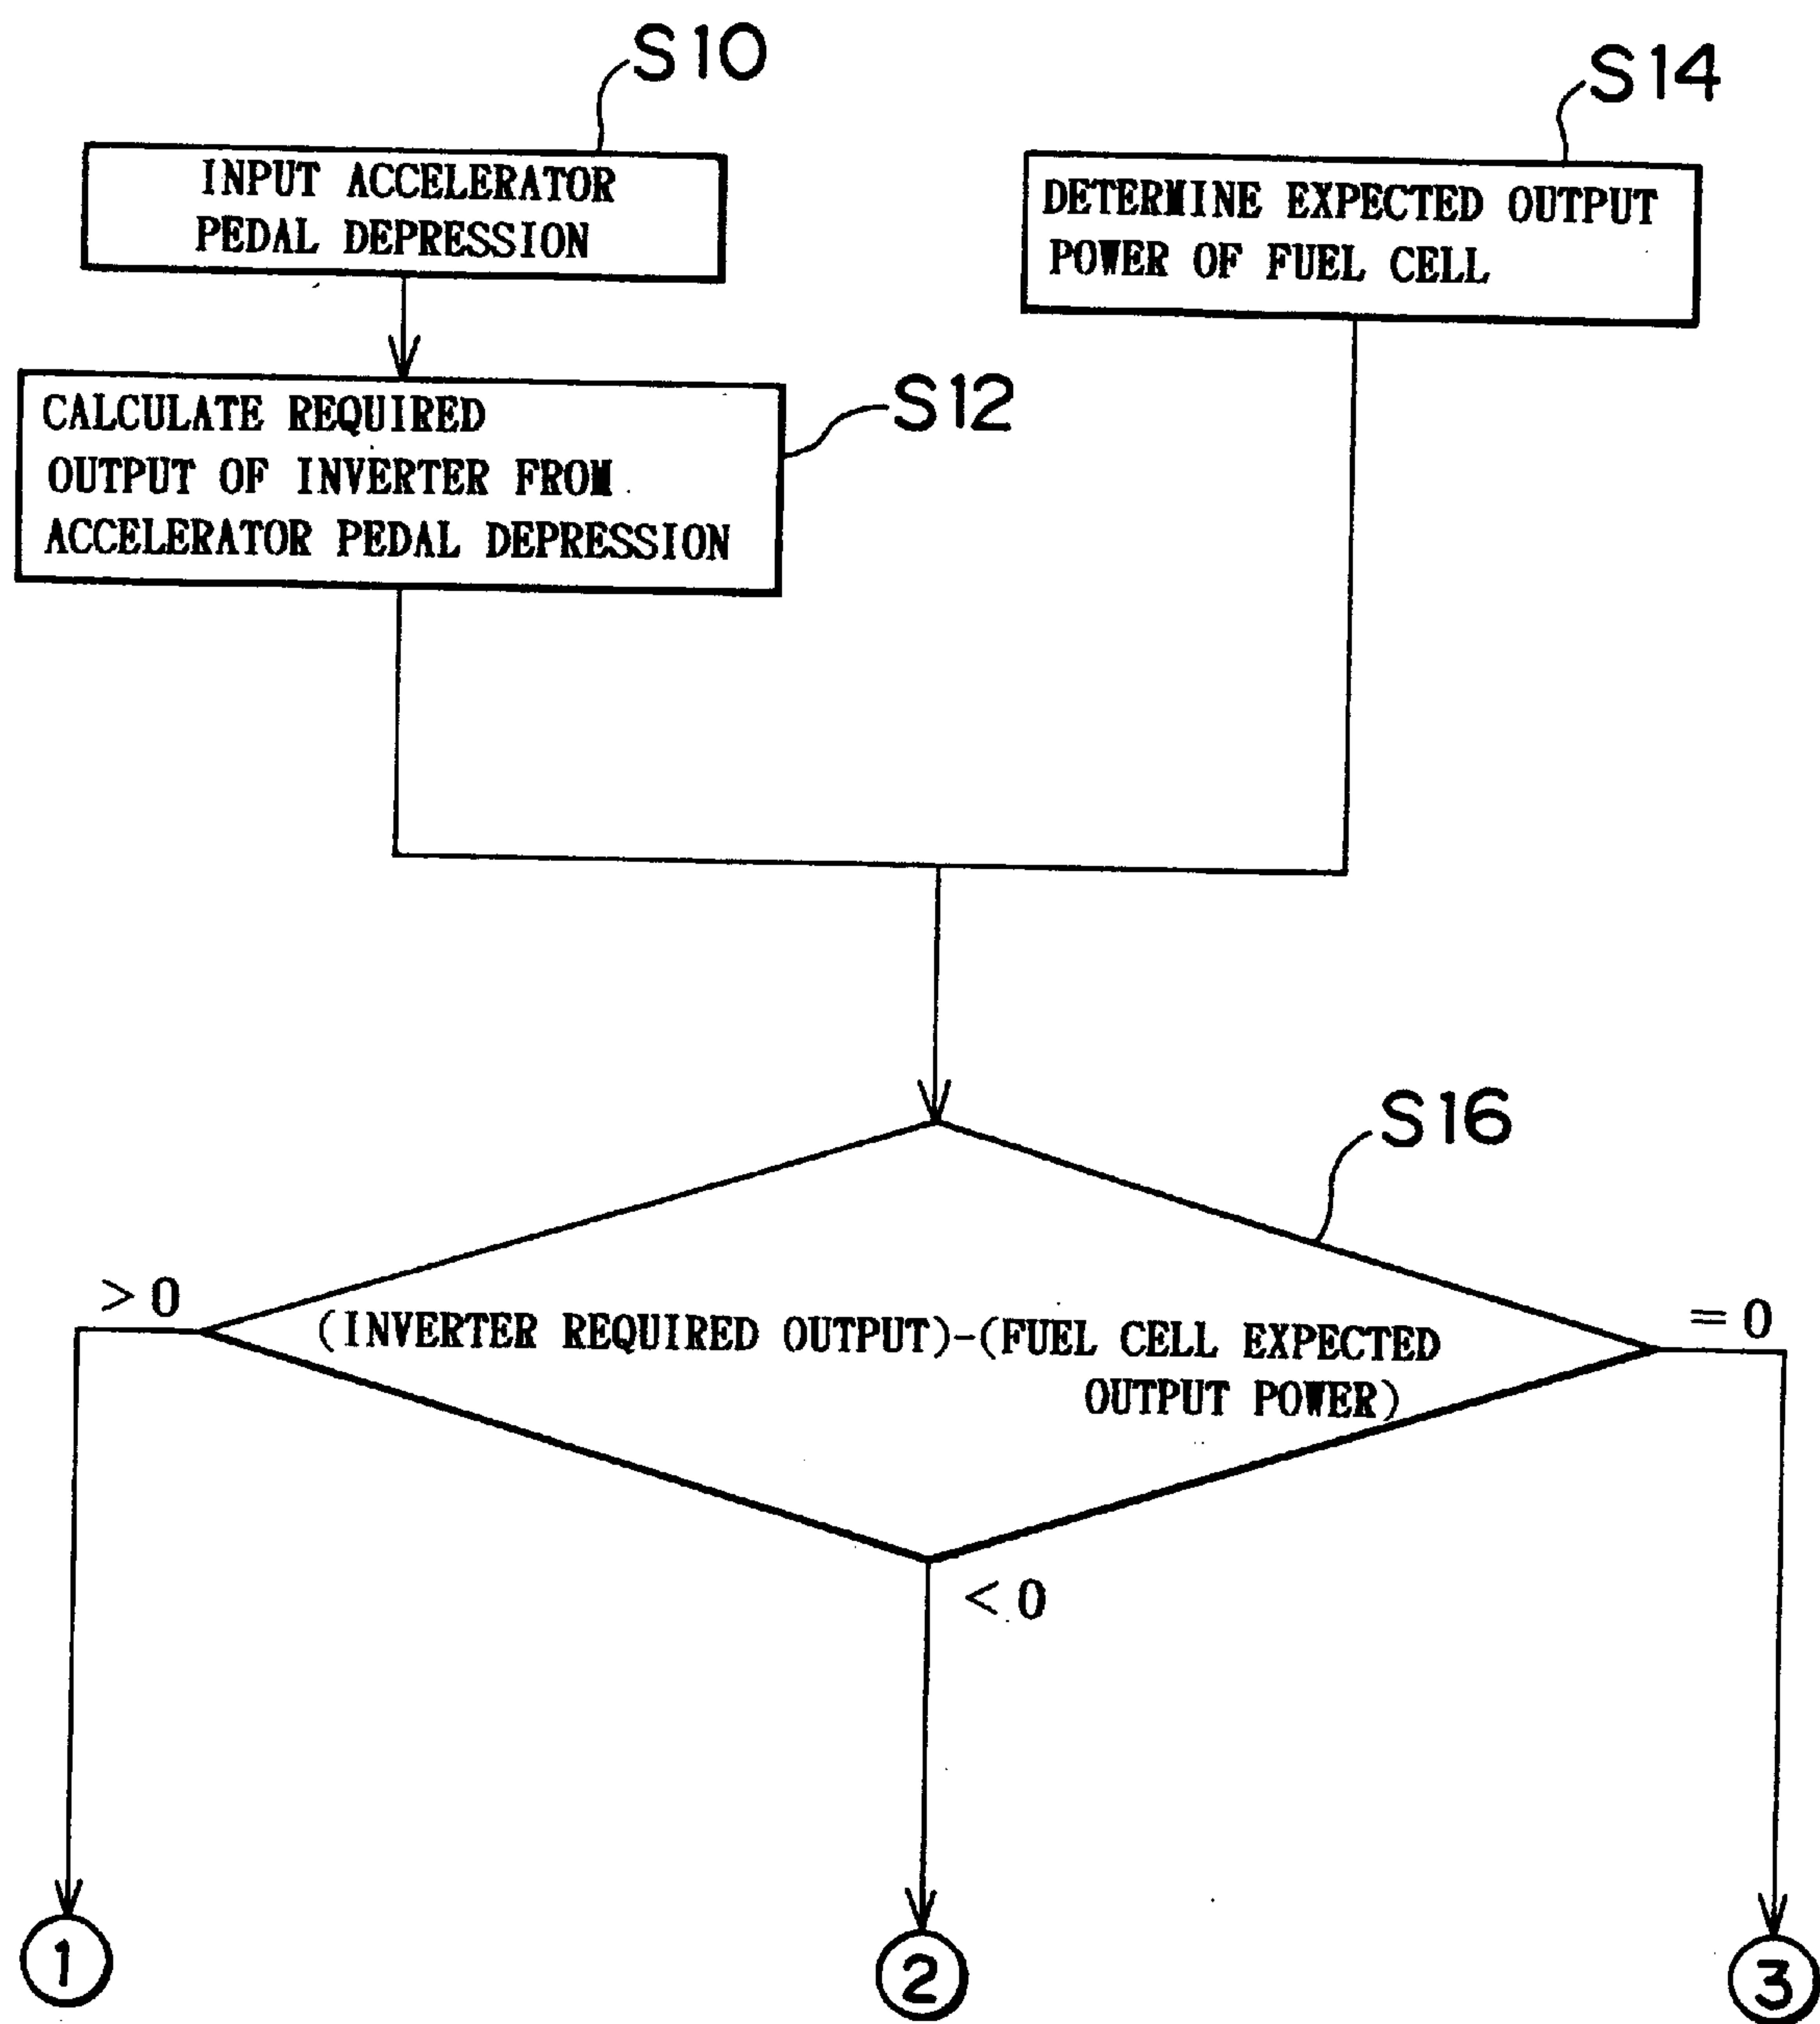 S10
S14
INPUT ACCELERATOR
PEDAL DEPRESSION
DETERMINE EXPECTED OUTPUT
POWER OF FUEL CELL
S12
CALCULATE REQUIRED
OUTPUT OF INVERTER FROM
ACCELERATOR PEDAL DEPRESSION
S16
> 0
= 0
(INVERTER REQUIRED OUTPUT)-(FUEL CELL EXPECTED
OUTPUT POWER)
< 0
1
2
3